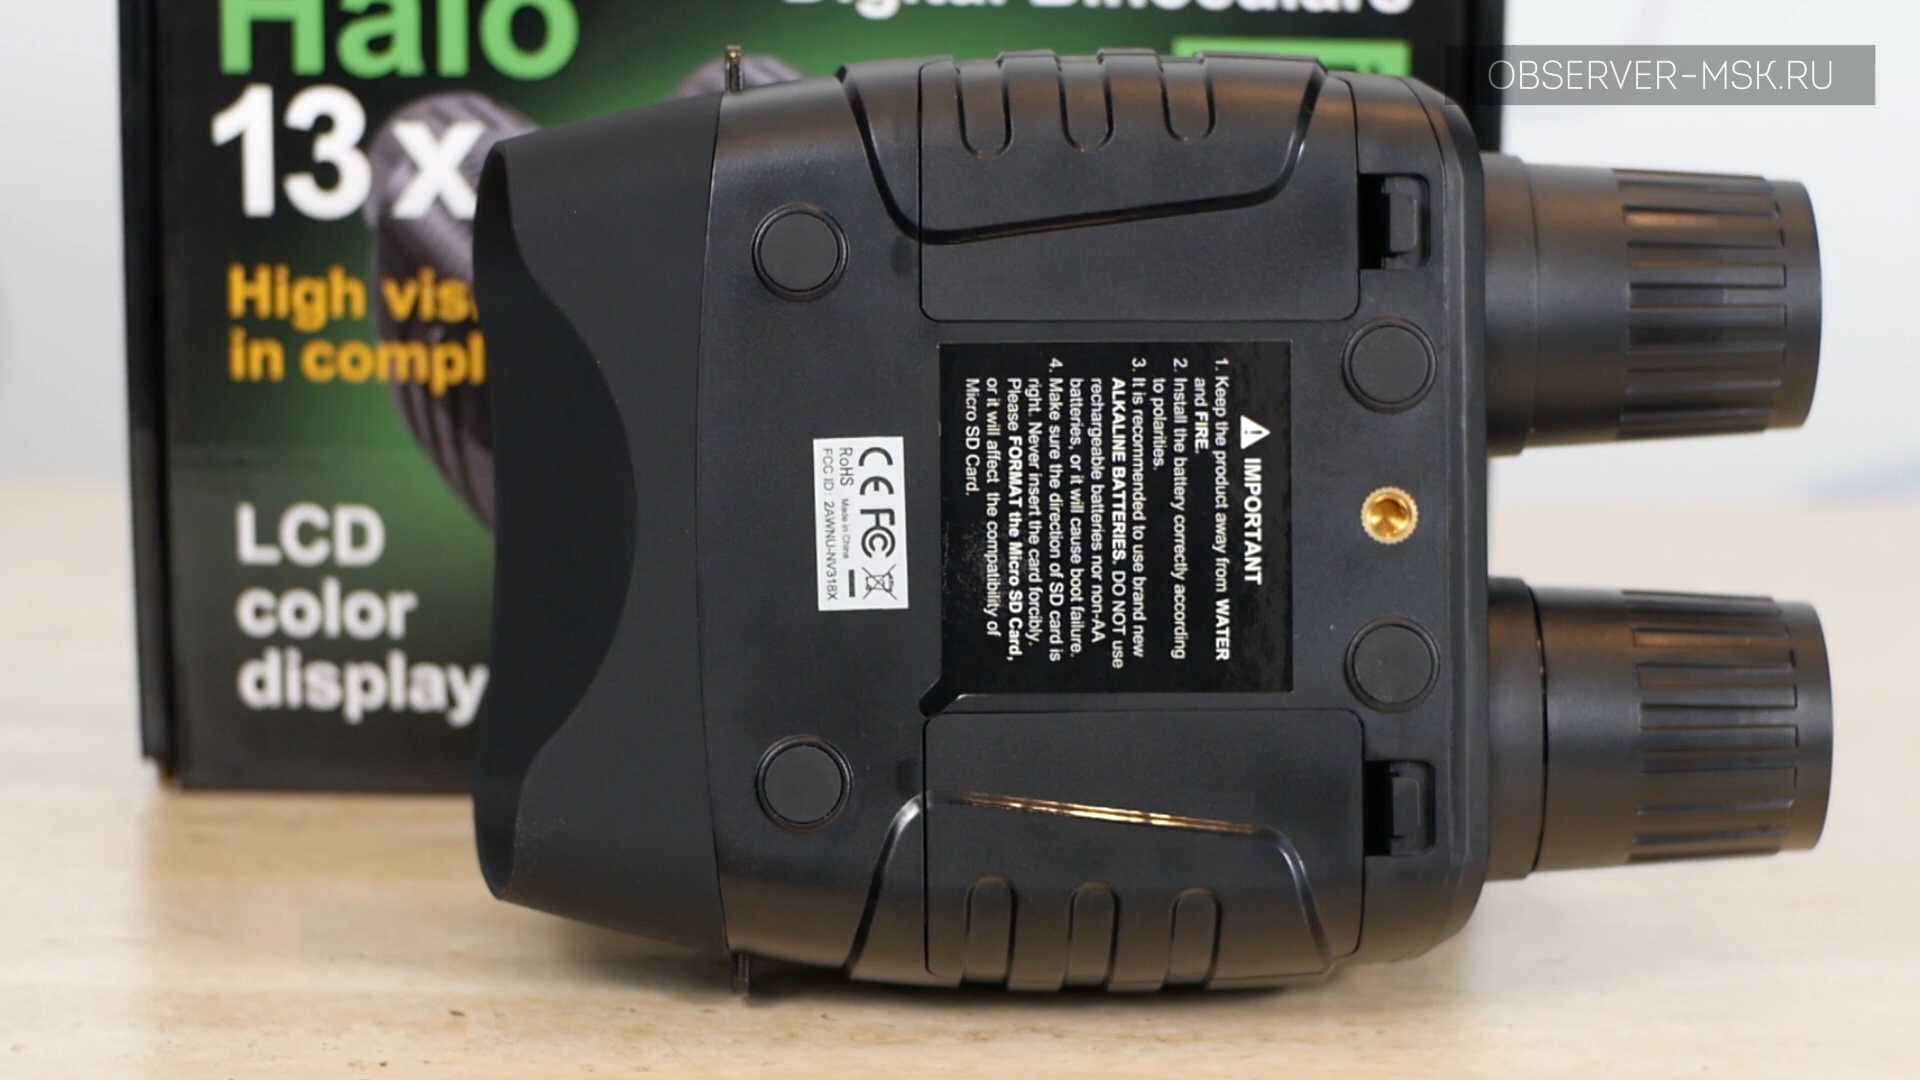 Halo
Digital Binoculars
13x
High vis
in compl
LCD
color
display
OBSERVER-MSK.RU
IMPORTANT
1. Keep the product away from WATER
and FIRE.
2. Install the battery correctly according
to polarities.
3. It is recommended to use brand new
ALKALINE BATTERIES. DO NOT use
rechargeable batteries nor non-AA
batteries, or it will cause boot failure.
4. Make sure the direction of SD card is
right. Never insert the card forcibly.
Please FORMAT the Micro SD Card,
or it will affect the compatibility of
Micro SD Card.
CE FC
RoHS Made in China
FCC ID : 2AWNU-NV318X